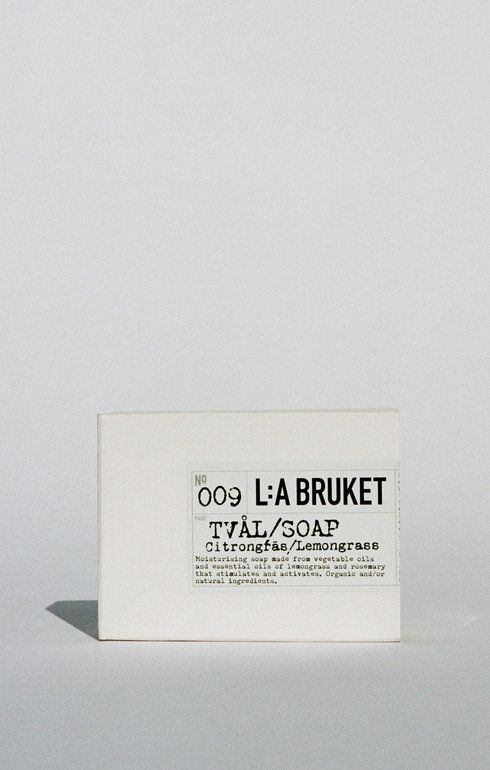 No
009 L:A BRUKET
PROD
TVÅL/SOAP
Citrongräs/Lemongrass
Moisturising soap made from vegetable oils
and essential oils of lemongrass and rosemary
that stimulates and activates. Organic and/or
natural ingredients.